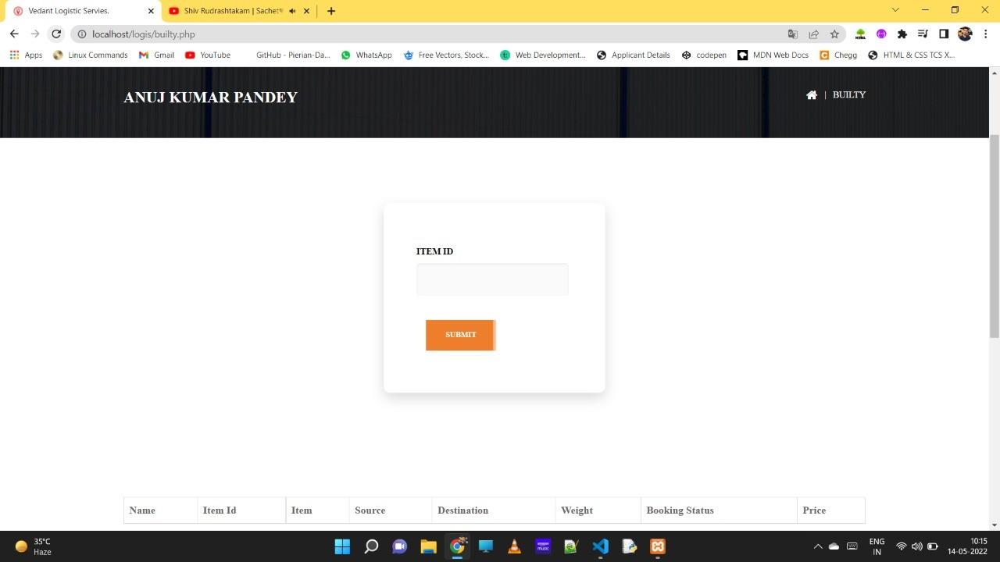 Vedant Logistic Servies.
Shiv Rudrashtakam | Sachet
localhost/logis/builty.php
Apps
Linux Commands
Gmail
YouTube
GitHub - Pierian-Da...
WhatsApp
Free Vectors, Stock...
Web Development...
Applicant Details
codepen
MDN Web Docs
Chegg
HTML & CSS TCS X...
ANUJ KUMAR PANDEY
| BUILTY
ITEM ID
SUBMIT
Name Item Id Item Source Destination Weight Booking Status Price
35°C
Haze
ENG
IN
10:15
14-05-2022